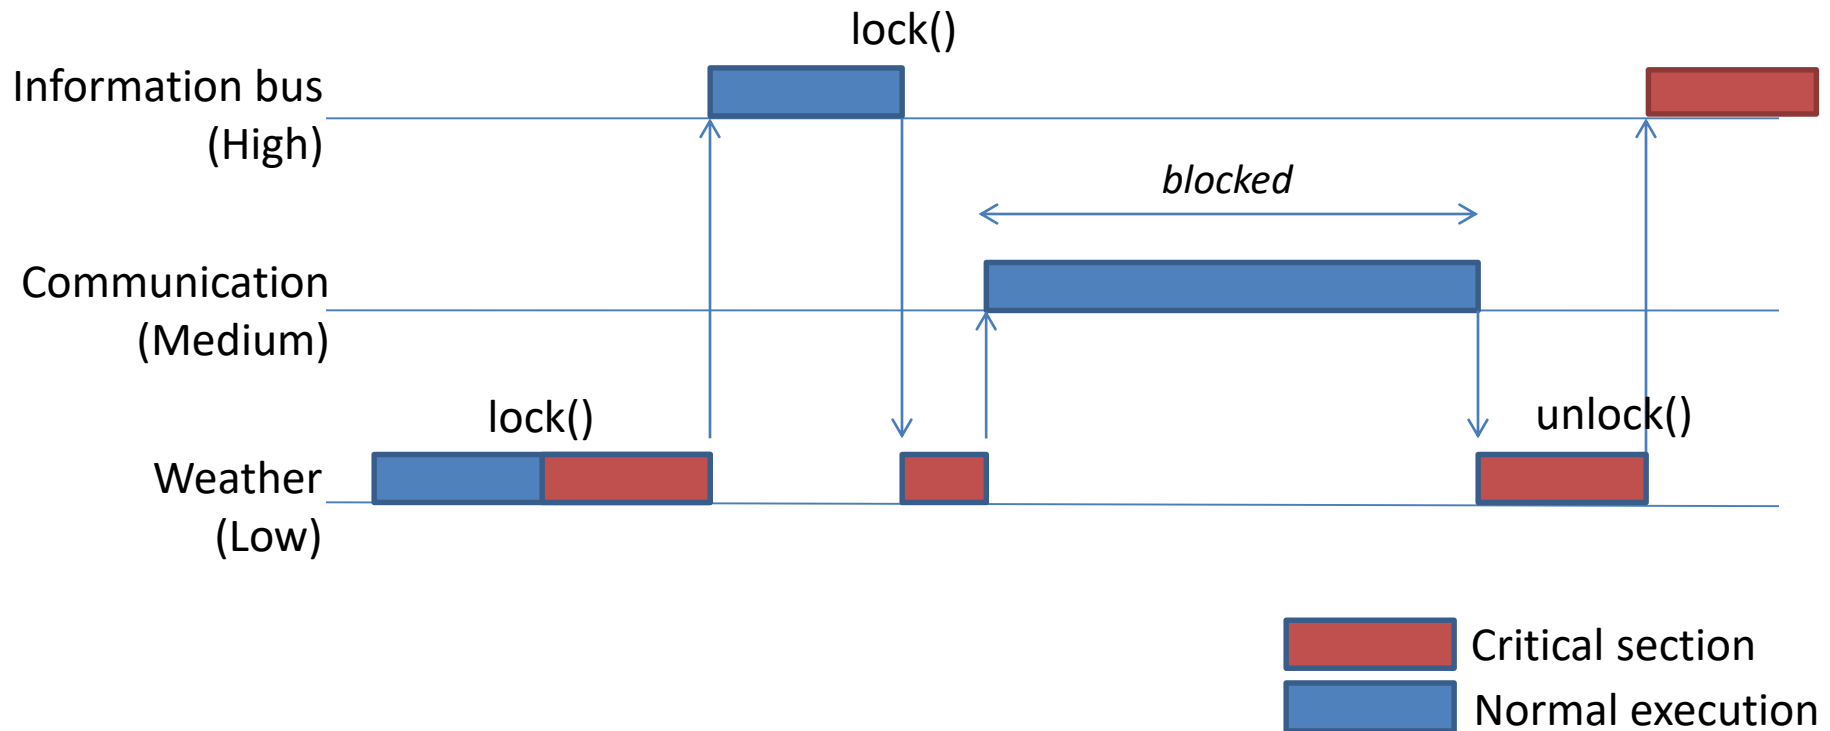 lock()
Information bus
(High)
blocked
Communication
(Medium)
lock()
unlock()
Weather
(Low)
Critical section
Normal execution